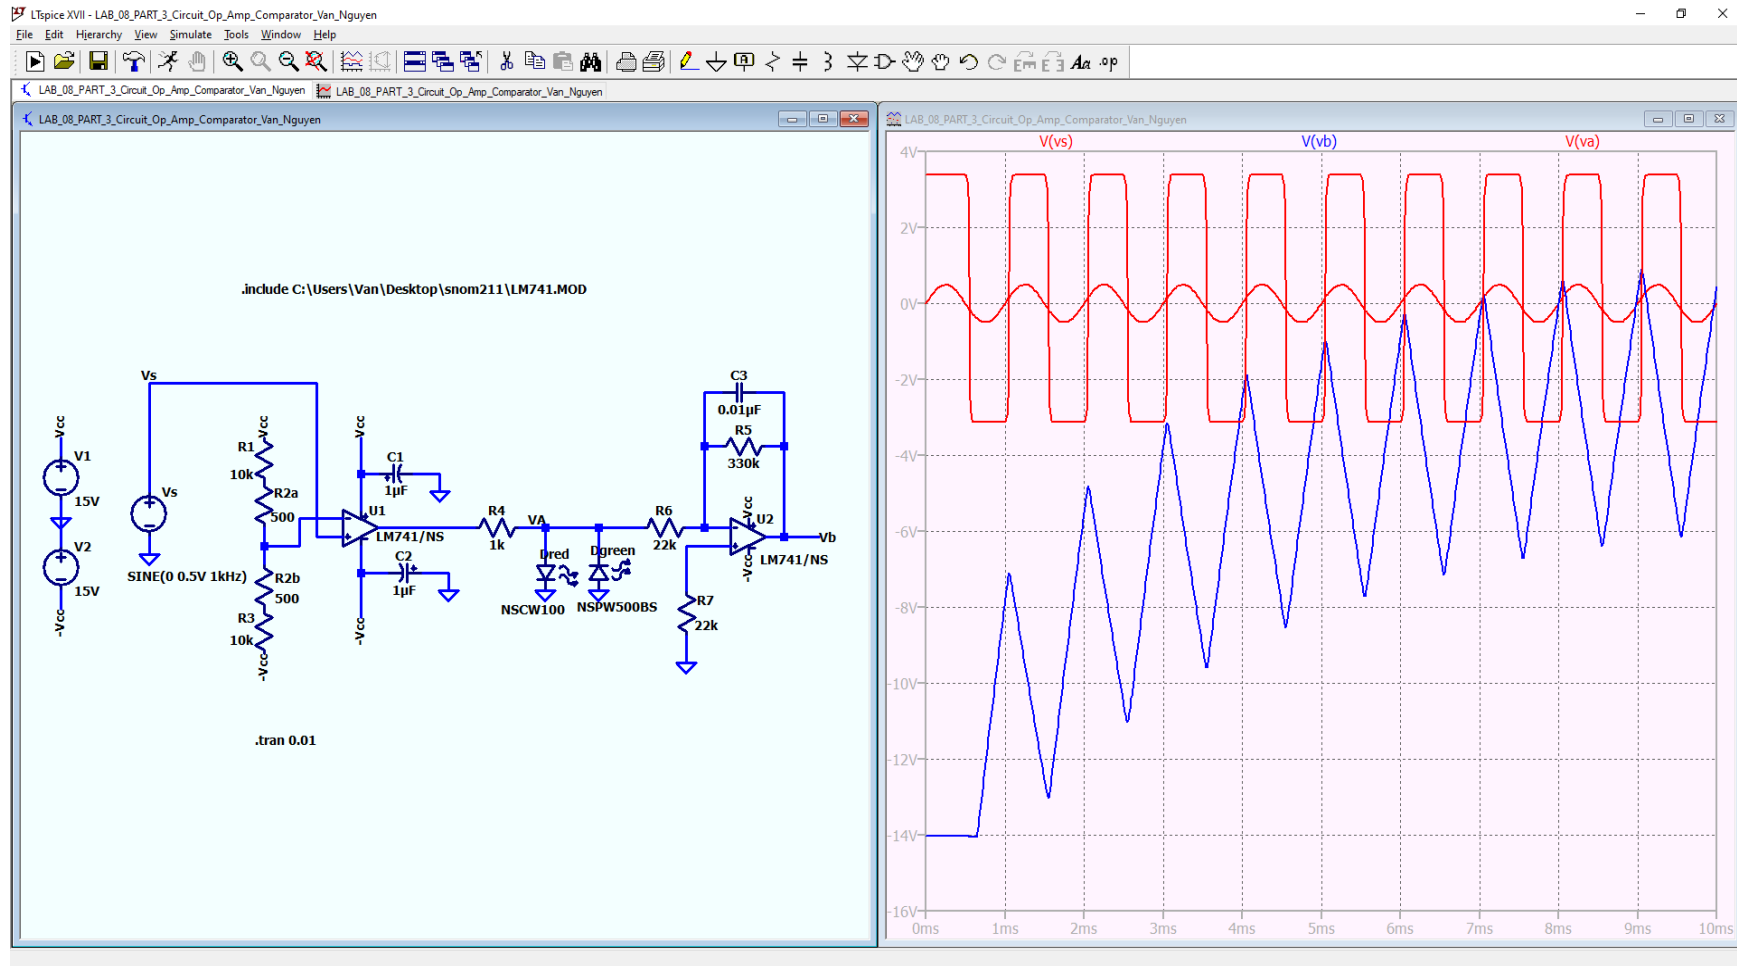 LTspice XVII - LAB_08_PART_3_Circuit_Op_Amp_Comparator_Van_Nguyen
File Edit Hierarchy View Simulate Tools Window Help
LAB_08_PART_3_Circuit_Op_Amp_Comparator_Van_Nguyen
LAB_08_PART_3_Circuit_Op_Amp_Comparator_Van_Nguyen
LAB_08_PART_3_Circuit_Op_Amp_Comparator_Van_Nguyen
.include C:\Users\Van\Desktop\snom211\LM741.MOD
Vs
Vcc
V1
15V
V2
15V
-Vcc
Vs
SINE(0 0.5V 1kHz)
Vcc
R1
10k
R2a
500
R2b
500
R3
10k
-Vcc
Vcc
C1
1µF
U1
LM741/NS
C2
1µF
-Vcc
R4
1k
VA
Dred
NSCW100
Dgreen
NSPW500BS
R6
22k
C3
0.01µF
R5
330k
Vcc
U2
LM741/NS
-Vcc
Vb
R7
22k
.tran 0.01
LAB_08_PART_3_Circuit_Op_Amp_Comparator_Van_Nguyen
V(vs) V(vb) V(va)
4V
2V
0V
-2V
-4V
-6V
-8V
-10V
-12V
-14V
-16V
0ms 1ms 2ms 3ms 4ms 5ms 6ms 7ms 8ms 9ms 10ms